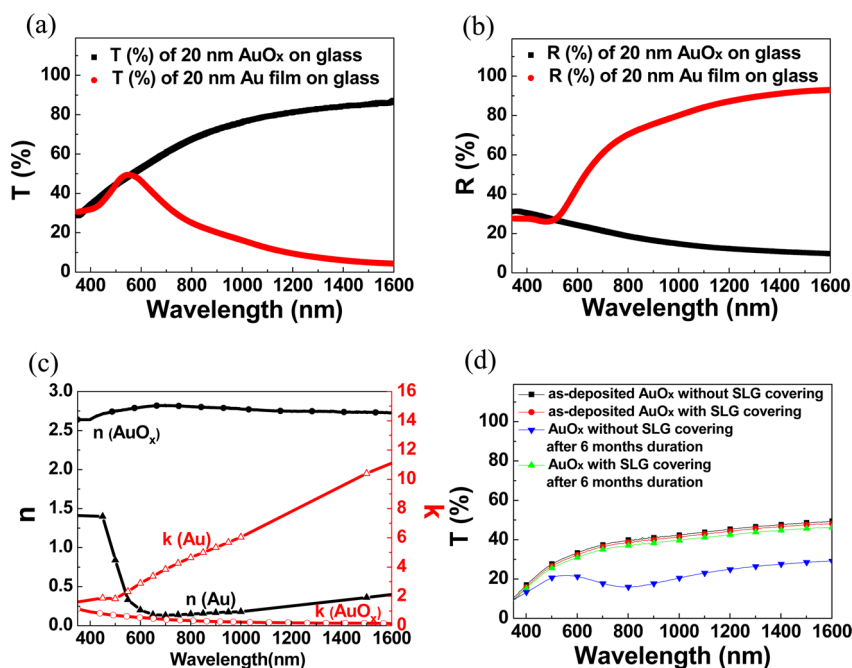 (a)
T (%) of 20 nm AuOx on glass
T (%) of 20 nm Au film on glass
100
80
60
40
20
0
T (%)
400 600 800 1000 1200 1400 1600
Wavelength (nm)
(b)
R (%) of 20 nm AuOx on glass
R (%) of 20 nm Au film on glass
100
80
60
40
20
0
R (%)
400 600 800 1000 1200 1400 1600
Wavelength (nm)
(c)
3.0
2.5
2.0
1.5
1.0
0.5
0.0
n
n (AuOx)
k (Au)
n (Au)
k (AuOx)
16
14
12
10
8
6
4
2
0
k
400 600 800 1000 1200 1400 1600
Wavelength(nm)
(d)
as-deposited AuOx without SLG covering
as-deposited AuOx with SLG covering
AuOx without SLG covering
after 6 months duration
AuOx with SLG covering
after 6 months duration
100
80
60
40
20
0
T (%)
400 600 800 1000 1200 1400 1600
Wavelength (nm)